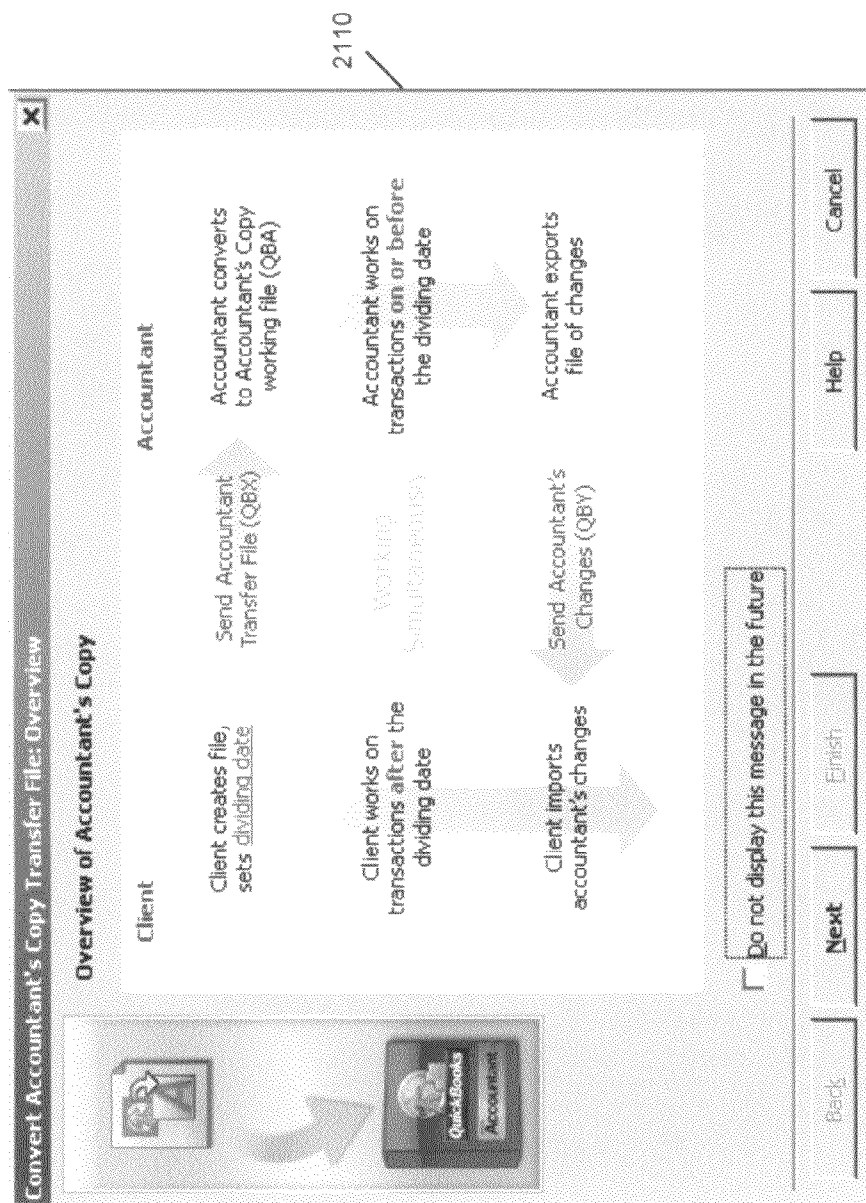 2110
Convert Accountant's Copy Transfer File: Overview
X
Overview of Accountant's Copy
Client
Accountant
Client creates file,
sets dividing date
Send Accountant
Transfer File (QBX)
Accountant converts
to Accountant's Copy
working file (QBA)
Client works on
transactions after the
dividing date
Working
Simultaneously
Accountant works on
transactions on or before
the dividing date
Client imports
accountant's changes
Send Accountant's
Changes (QBY)
Accountant exports
file of changes
A
QuickBooks
Accountant
Do not display this message in the future
Back
Next
Finish
Help
Cancel